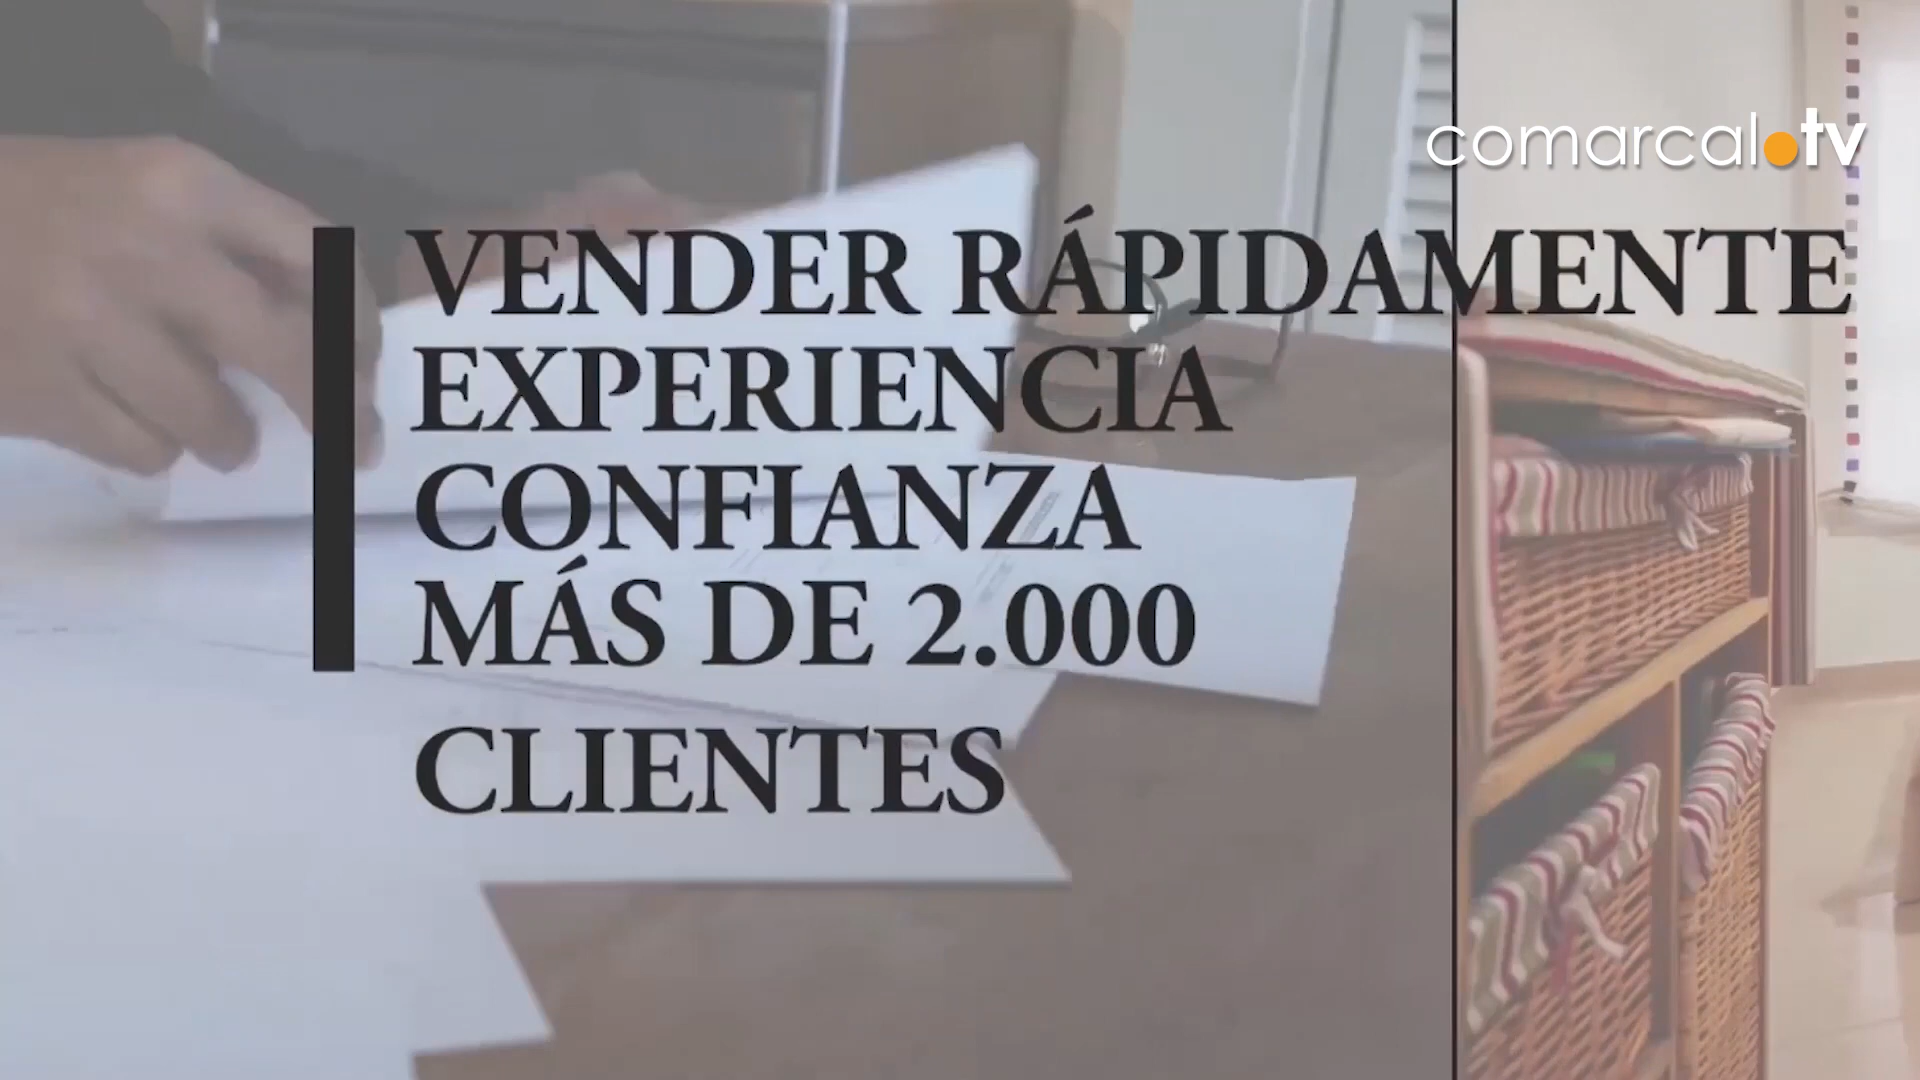 comarcal.tv
VENDER RÁPIDAMENTE
EXPERIENCIA
CONFIANZA
MÁS DE 2.000
CLIENTES